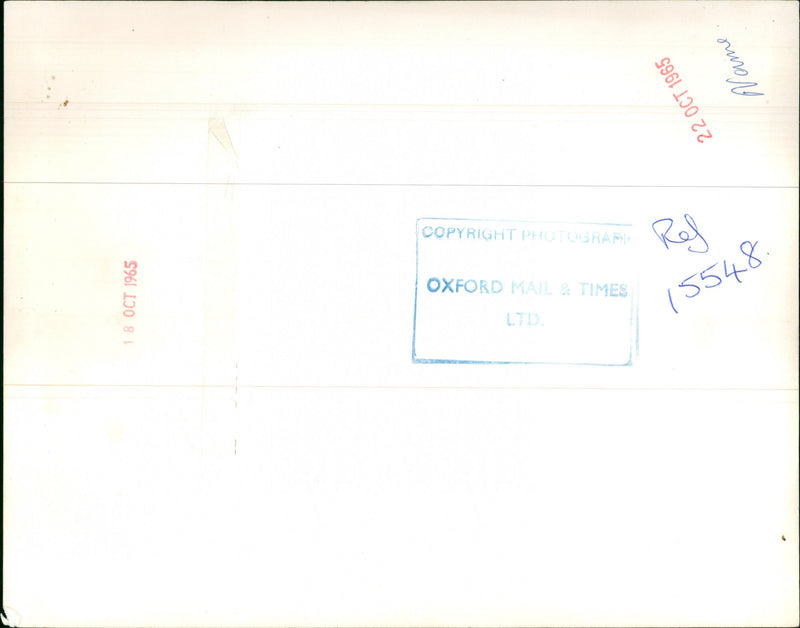 Name
22 OCT 1965
COPYRIGHT PHOTOGRAPH
OXFORD MAIL & TIMES
LTD.
Ref
15548.
18 OCT 1965